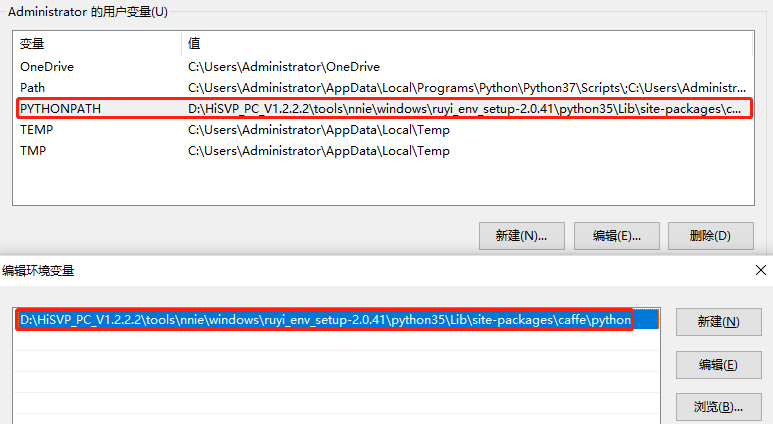 Administrator 的用户变量(U)
变量 值
OneDrive C:\Users\Administrator\OneDrive
Path C:\Users\Administrator\AppData\Local\Programs\Python\Python37\Scripts\;C:\Users\Administr...
PYTHONPATH D:\HiSVP_PC_V1.2.2.2\tools\nnie\windows\ruyi_env_setup-2.0.41\python35\Lib\site-packages\c...
TEMP C:\Users\Administrator\AppData\Local\Temp
TMP C:\Users\Administrator\AppData\Local\Temp
新建(N)... 编辑(E)... 删除(D)
编辑环境变量
D:\HiSVP_PC_V1.2.2.2\tools\nnie\windows\ruyi_env_setup-2.0.41\python35\Lib\site-packages\caffe\python
新建(N)
编辑(E)
浏览(B)...